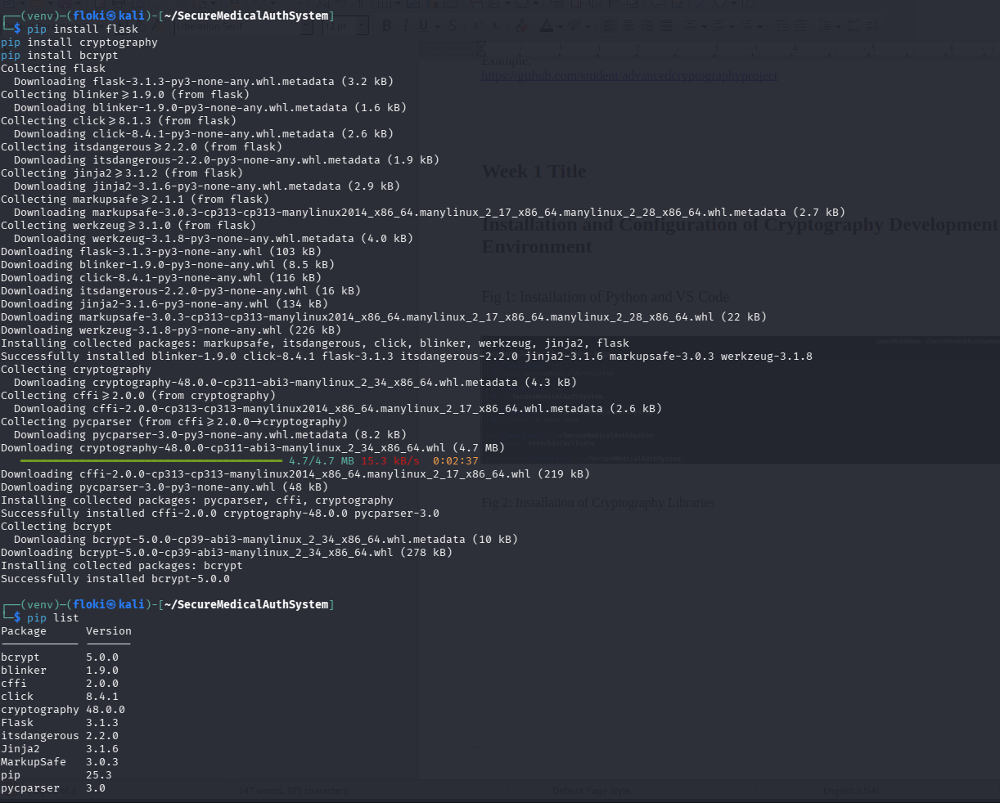 ┌──(venv)─(floki㉿kali)-[~/SecureMedicalAuthSystem]
└─$ pip install flask
pip install cryptography
pip install bcrypt
Collecting flask
  Downloading flask-3.1.3-py3-none-any.whl.metadata (3.2 kB)
Collecting blinker>=1.9.0 (from flask)
  Downloading blinker-1.9.0-py3-none-any.whl.metadata (1.6 kB)
Collecting click>=8.1.3 (from flask)
  Downloading click-8.4.1-py3-none-any.whl.metadata (2.6 kB)
Collecting itsdangerous>=2.2.0 (from flask)
  Downloading itsdangerous-2.2.0-py3-none-any.whl.metadata (1.9 kB)
Collecting jinja2>=3.1.2 (from flask)
  Downloading jinja2-3.1.6-py3-none-any.whl.metadata (2.9 kB)
Collecting markupsafe>=2.1.1 (from flask)
  Downloading markupsafe-3.0.3-cp313-cp313-manylinux2014_x86_64.manylinux_2_17_x86_64.manylinux_2_28_x86_64.whl.metadata (2.7 kB)
Collecting werkzeug>=3.1.0 (from flask)
  Downloading werkzeug-3.1.8-py3-none-any.whl.metadata (4.0 kB)
Downloading flask-3.1.3-py3-none-any.whl (103 kB)
Downloading blinker-1.9.0-py3-none-any.whl (8.5 kB)
Downloading click-8.4.1-py3-none-any.whl (116 kB)
Downloading itsdangerous-2.2.0-py3-none-any.whl (16 kB)
Downloading jinja2-3.1.6-py3-none-any.whl (134 kB)
Downloading markupsafe-3.0.3-cp313-cp313-manylinux2014_x86_64.manylinux_2_17_x86_64.manylinux_2_28_x86_64.whl (22 kB)
Downloading werkzeug-3.1.8-py3-none-any.whl (226 kB)
Installing collected packages: markupsafe, itsdangerous, click, blinker, werkzeug, jinja2, flask
Successfully installed blinker-1.9.0 click-8.4.1 flask-3.1.3 itsdangerous-2.2.0 jinja2-3.1.6 markupsafe-3.0.3 werkzeug-3.1.8
Collecting cryptography
  Downloading cryptography-48.0.0-cp311-abi3-manylinux_2_34_x86_64.whl.metadata (4.3 kB)
Collecting cffi>=2.0.0 (from cryptography)
  Downloading cffi-2.0.0-cp313-cp313-manylinux2014_x86_64.manylinux_2_17_x86_64.whl.metadata (2.6 kB)
Collecting pycparser (from cffi>=2.0.0->cryptography)
  Downloading pycparser-3.0-py3-none-any.whl.metadata (8.2 kB)
Downloading cryptography-48.0.0-cp311-abi3-manylinux_2_34_x86_64.whl (4.7 MB)
4.7/4.7 MB 15.3 kB/s  0:02:37
Downloading cffi-2.0.0-cp313-cp313-manylinux2014_x86_64.manylinux_2_17_x86_64.whl (219 kB)
Downloading pycparser-3.0-py3-none-any.whl (48 kB)
Installing collected packages: pycparser, cffi, cryptography
Successfully installed cffi-2.0.0 cryptography-48.0.0 pycparser-3.0
Collecting bcrypt
  Downloading bcrypt-5.0.0-cp39-abi3-manylinux_2_34_x86_64.whl.metadata (10 kB)
Downloading bcrypt-5.0.0-cp39-abi3-manylinux_2_34_x86_64.whl (278 kB)
Installing collected packages: bcrypt
Successfully installed bcrypt-5.0.0
┌──(venv)─(floki㉿kali)-[~/SecureMedicalAuthSystem]
└─$ pip list
Package      Version
------------ -------
bcrypt       5.0.0
blinker      1.9.0
cffi         2.0.0
click        8.4.1
cryptography 48.0.0
Flask        3.1.3
itsdangerous 2.2.0
Jinja2       3.1.6
MarkupSafe   3.0.3
pip          25.3
pycparser    3.0
Liberation Serif
12 pt
Example:
https://github.com/student/advancedcryptographyproject
Week 1 Title
Installation and Configuration of Cryptography Development
Environment
Fig 1: Installation of Python and VS Code
Fig 2: Installation of Cryptography Libraries
Default Page Style
English (USA)